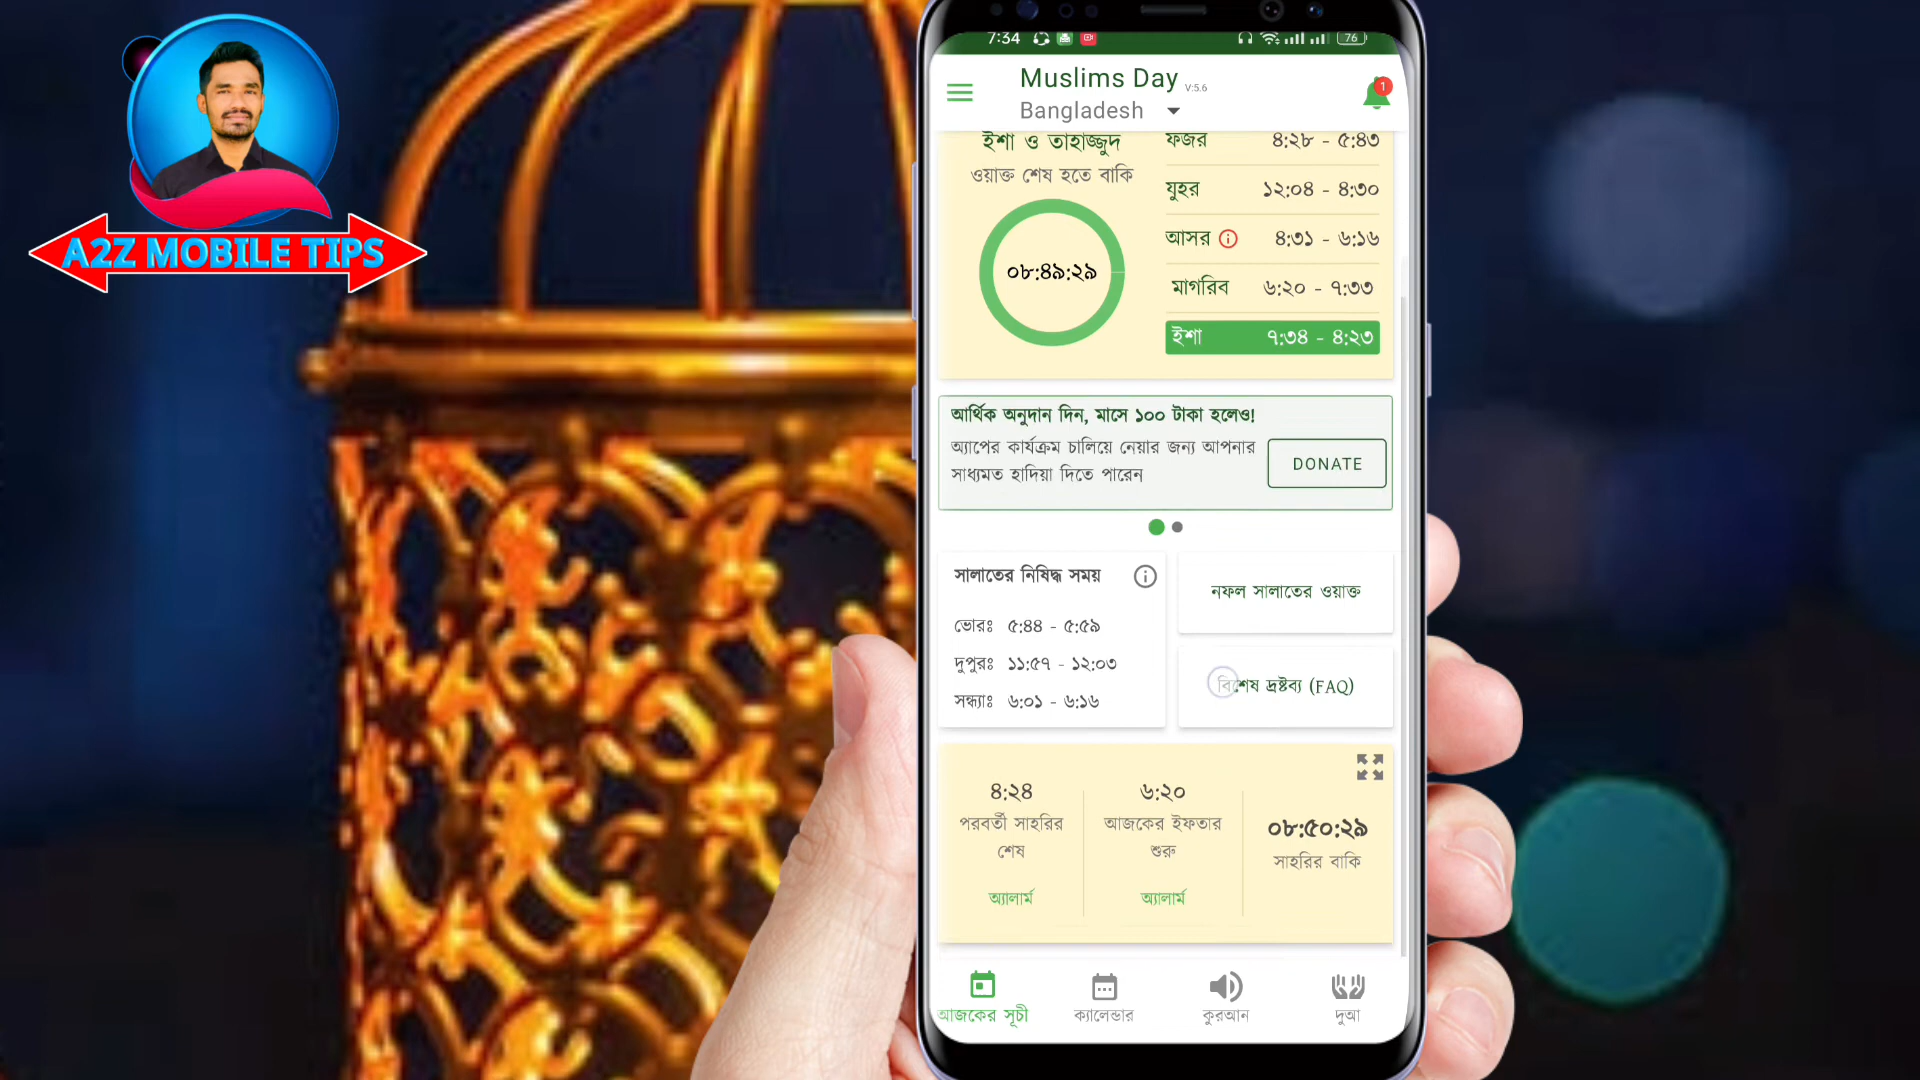 A2Z MOBILE TIPS
7:34
76
Muslims Day V:5.6
Bangladesh
1
ইশা ও তাহাজ্জুদ
ওয়াক্ত শেষ হতে বাকি
০৮:৪৯:২৯
ফজর ৪:২৮ - ৫:৪৩
যুহর ১২:০৪ - ৪:৩০
আসর ৪:৩১ - ৬:১৬
মাগরিব ৬:২০ - ৭:৩৩
ইশা ৭:৩৪ - ৪:২৩
আর্থিক অনুদান দিন, মাসে ১০০ টাকা হলেও!
অ্যাপের কার্যক্রম চালিয়ে নেয়ার জন্য আপনার
সাধ্যমত হাদিয়া দিতে পারেন
DONATE
সালাতের নিষিদ্ধ সময়
ভোরঃ ৫:৪৪ - ৫:৫৯
দুপুরঃ ১১:৫৭ - ১২:০৩
সন্ধ্যাঃ ৬:০১ - ৬:১৬
নফল সালাতের ওয়াক্ত
বিশেষ দ্রষ্টব্য (FAQ)
৪:২৪
পরবর্তী সাহরির
শেষ
অ্যালার্ম
৬:২০
আজকের ইফতার
শুরু
অ্যালার্ম
০৮:৫০:২৯
সাহরির বাকি
আজকের সূচী
ক্যালেন্ডার
কুরআন
দুআ